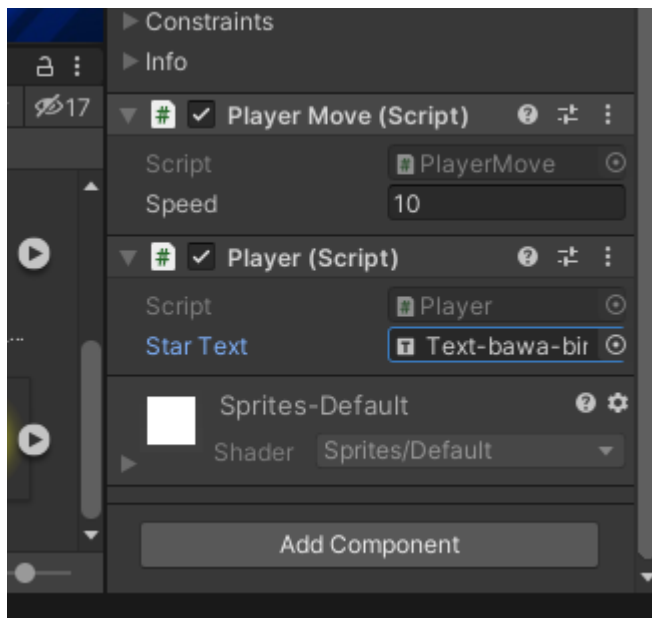 Constraints
Info
17
# Player Move (Script)
Script # PlayerMove
Speed 10
# Player (Script)
Script # Player
Star Text T Text-bawa-bir
Sprites-Default
Shader Sprites/Default
Add Component